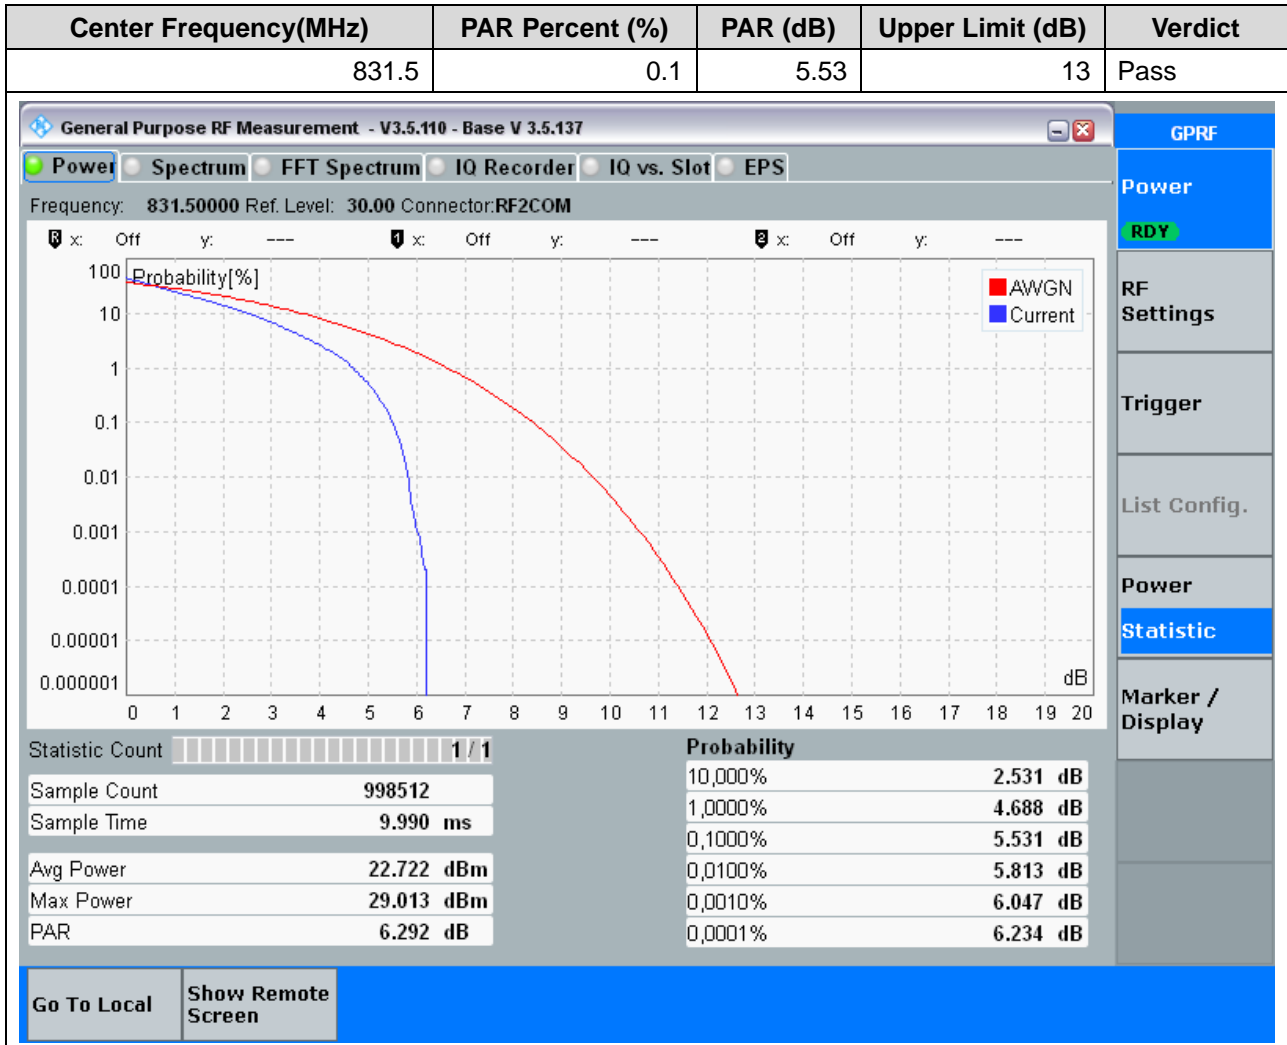 Center Frequency(MHz) PAR Percent (%) PAR (dB) Upper Limit (dB) Verdict
831.5 0.1 5.53 13 Pass
General Purpose RF Measurement - V3.5.110 - Base V 3.5.137
GPRF
Power Spectrum FFT Spectrum IQ Recorder IQ vs. Slot EPS
Power
RDY
Frequency: 831.50000 Ref. Level: 30.00 Connector:RF2COM
R x: Off y: --- 1 x: Off y: --- 2 x: Off y: ---
Probability[%]
AWGN
Current
100
10
1
0.1
0.01
0.001
0.0001
0.00001
0.000001
dB
0 1 2 3 4 5 6 7 8 9 10 11 12 13 14 15 16 17 18 19 20
RF
Settings
Trigger
List Config.
Power
Statistic
Marker /
Display
Statistic Count 1 / 1
Sample Count 998512
Sample Time 9.990 ms
Avg Power 22.722 dBm
Max Power 29.013 dBm
PAR 6.292 dB
Probability
10,000% 2.531 dB
1,0000% 4.688 dB
0,1000% 5.531 dB
0,0100% 5.813 dB
0,0010% 6.047 dB
0,0001% 6.234 dB
Go To Local
Show Remote
Screen